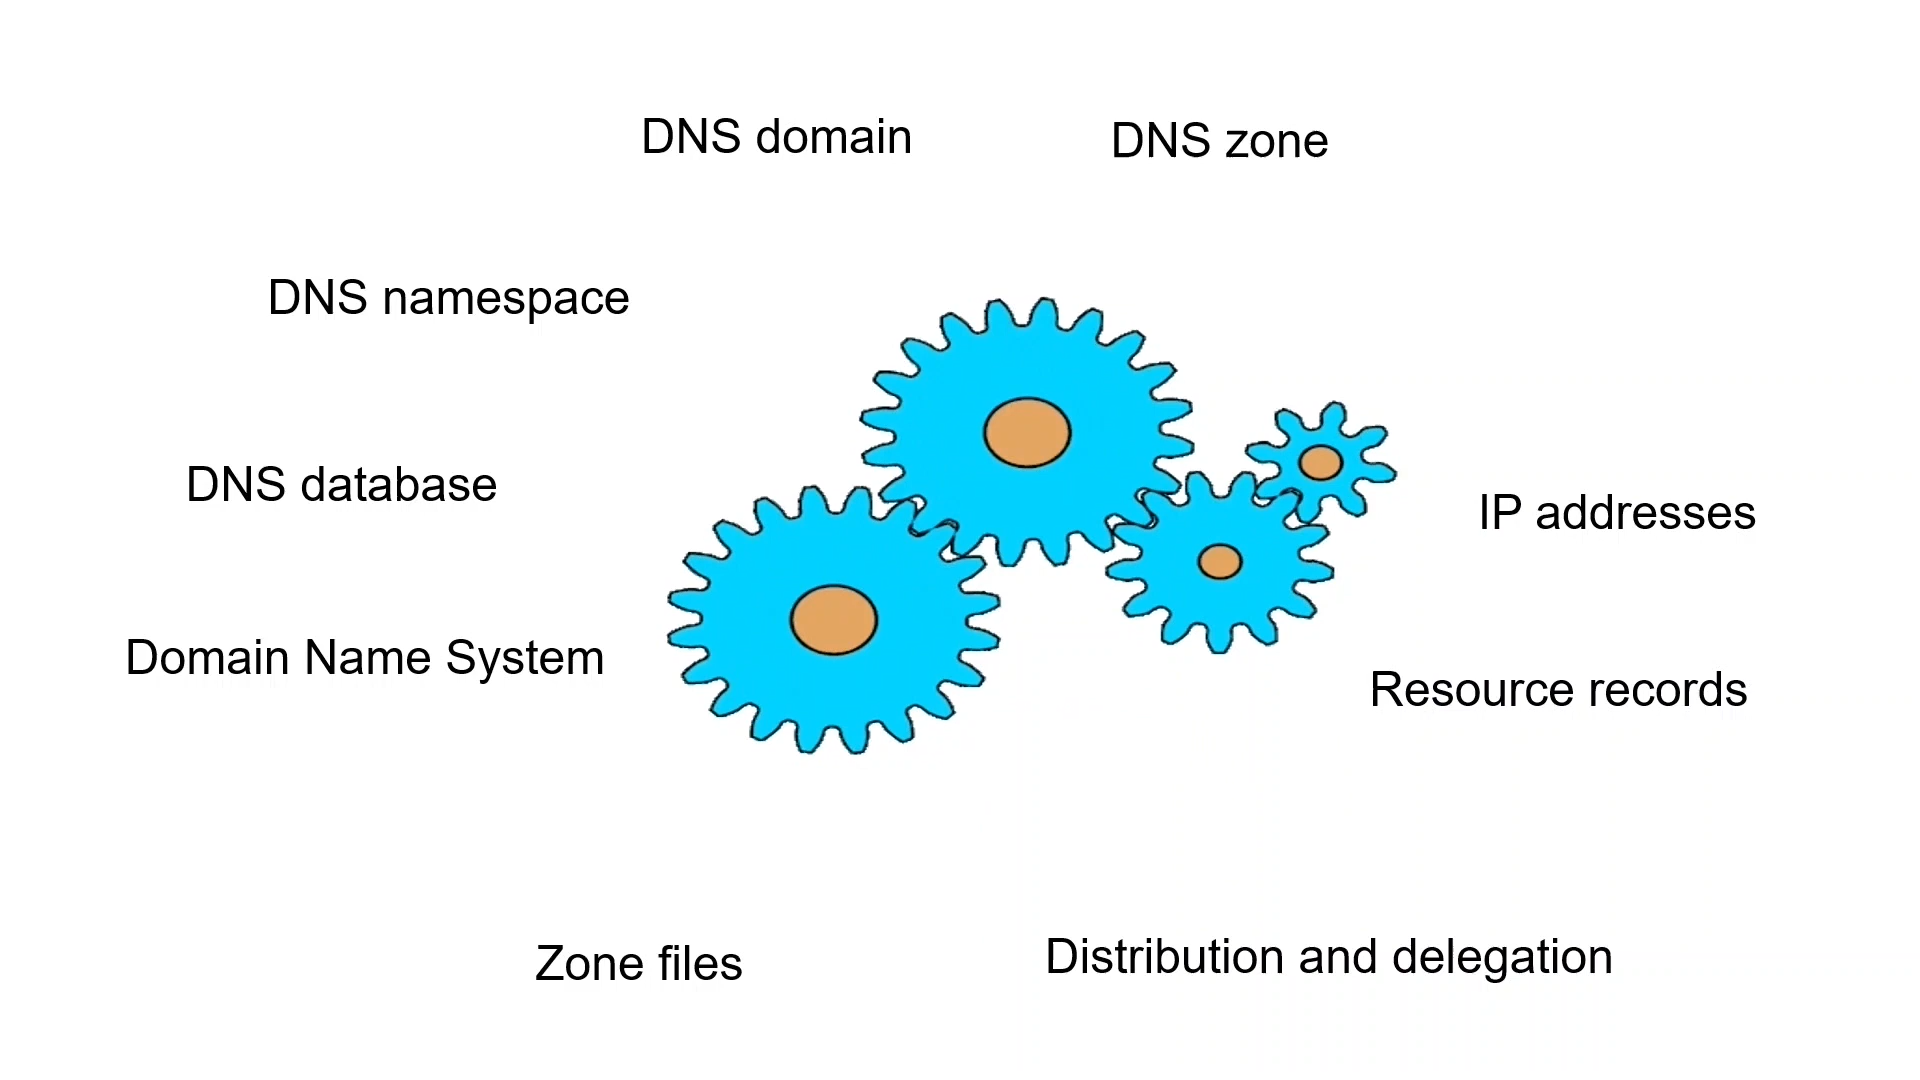 DNS domain
DNS zone
DNS namespace
DNS database
IP addresses
Domain Name System
Resource records
Zone files
Distribution and delegation